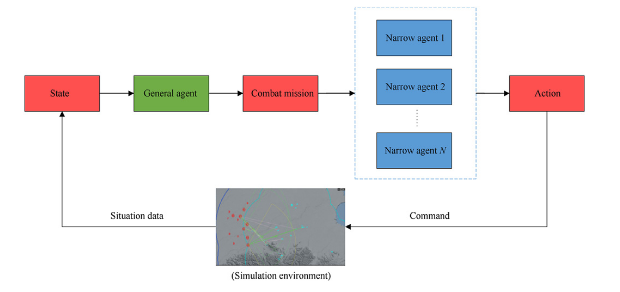 Narrow agent 1
State
General agent
Combat mission
Narrow agent 2
Action
Narrow agent N
Situation data
Command
(Simulation environment)